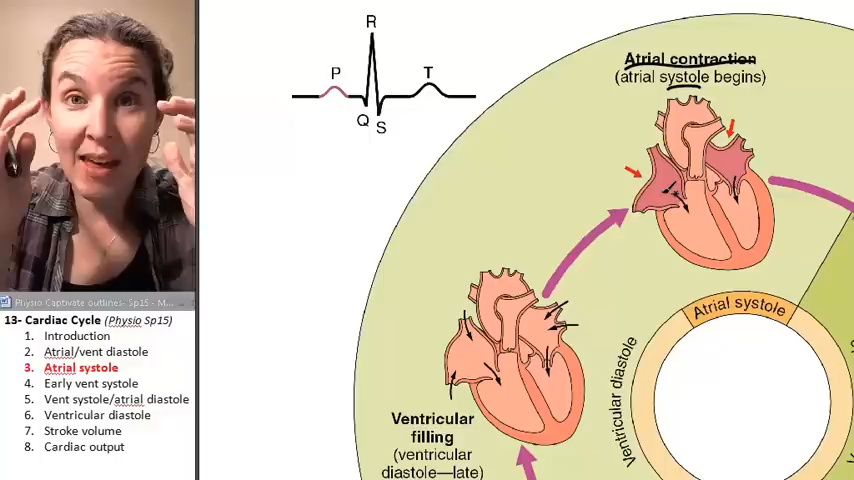 R
P
T
Q
S
Atrial contraction
(atrial systole begins)
Atrial systole
Ventricular diastole
Ventricular
filling
(ventricular
diastole—late)
Physio Captivate outlines- Sp15 - M...
13- Cardiac Cycle (Physio Sp15)
1. Introduction
2. Atrial/vent diastole
3. Atrial systole
4. Early vent systole
5. Vent systole/atrial diastole
6. Ventricular diastole
7. Stroke volume
8. Cardiac output